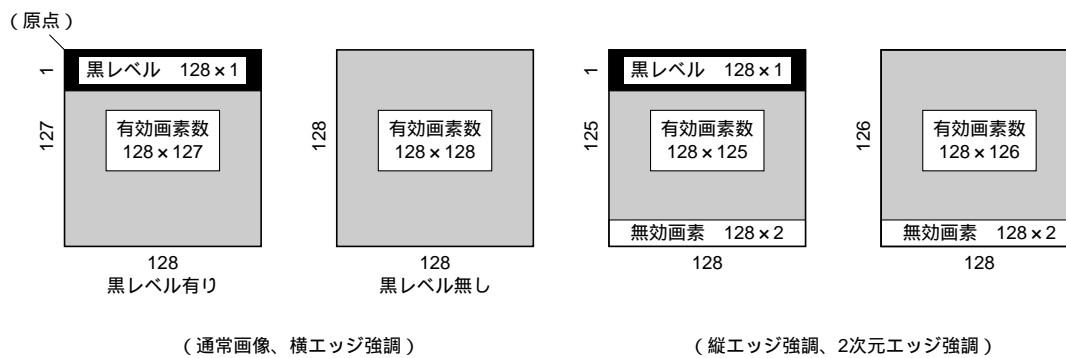 (原点)
1
黒レベル 128×1
127
有効画素数
128×127
128
黒レベル有り
128
有効画素数
128×128
128
黒レベル無し
(通常画像、横エッジ強調)
1
黒レベル 128×1
125
有効画素数
128×125
無効画素 128×2
128
126
有効画素数
128×126
無効画素 128×2
128
(縦エッジ強調、2次元エッジ強調)